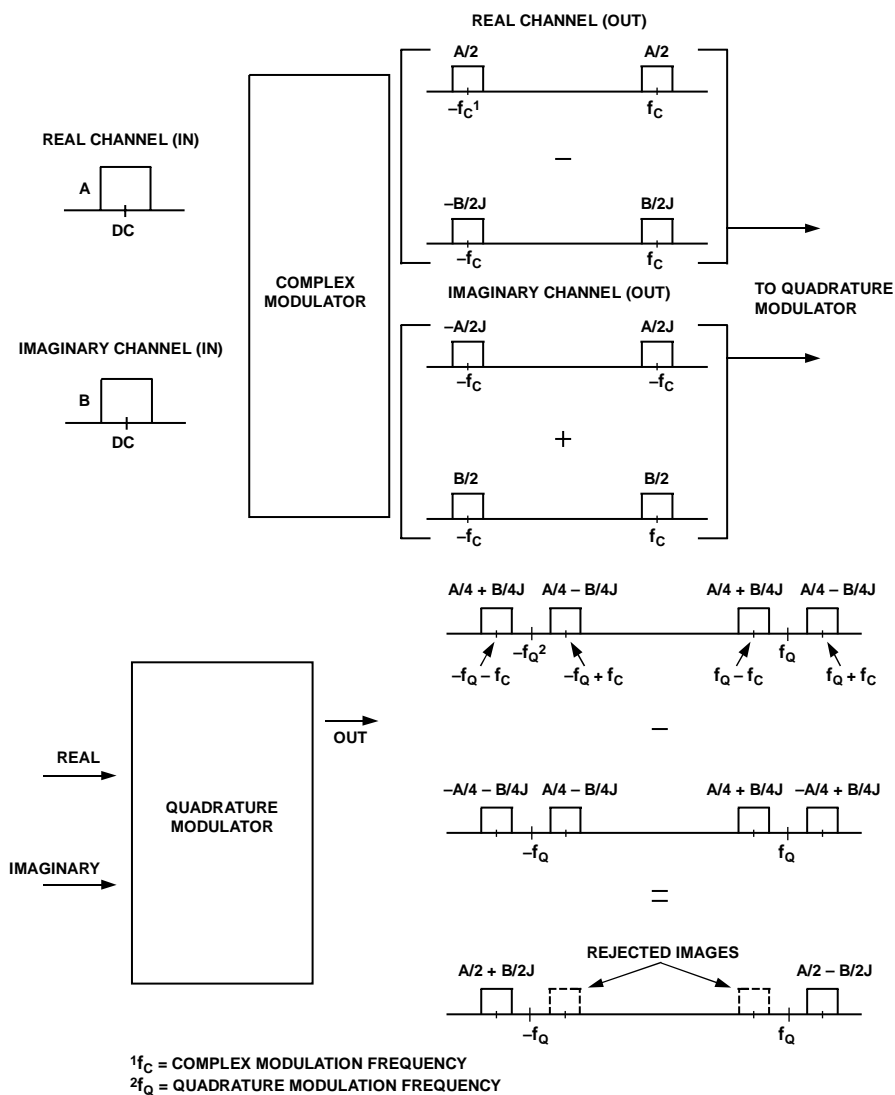 REAL CHANNEL (OUT)
A/2 A/2
–fC1 fC
REAL CHANNEL (IN)
A
DC
–
–B/2J B/2J
–fC fC
COMPLEX
MODULATOR
IMAGINARY CHANNEL (OUT)
TO QUADRATURE
MODULATOR
–A/2J A/2J
–fC –fC
IMAGINARY CHANNEL (IN)
B
DC
+
B/2 B/2
–fC fC
A/4 + B/4J A/4 – B/4J A/4 + B/4J A/4 – B/4J
–fQ2 fQ
–fQ – fC –fQ + fC fQ – fC fQ + fC
OUT
–
REAL
QUADRATURE
MODULATOR
IMAGINARY
–A/4 – B/4J A/4 – B/4J A/4 + B/4J –A/4 + B/4J
–fQ fQ
=
REJECTED IMAGES
A/2 + B/2J A/2 – B/2J
–fQ fQ
1fC = COMPLEX MODULATION FREQUENCY
2fQ = QUADRATURE MODULATION FREQUENCY